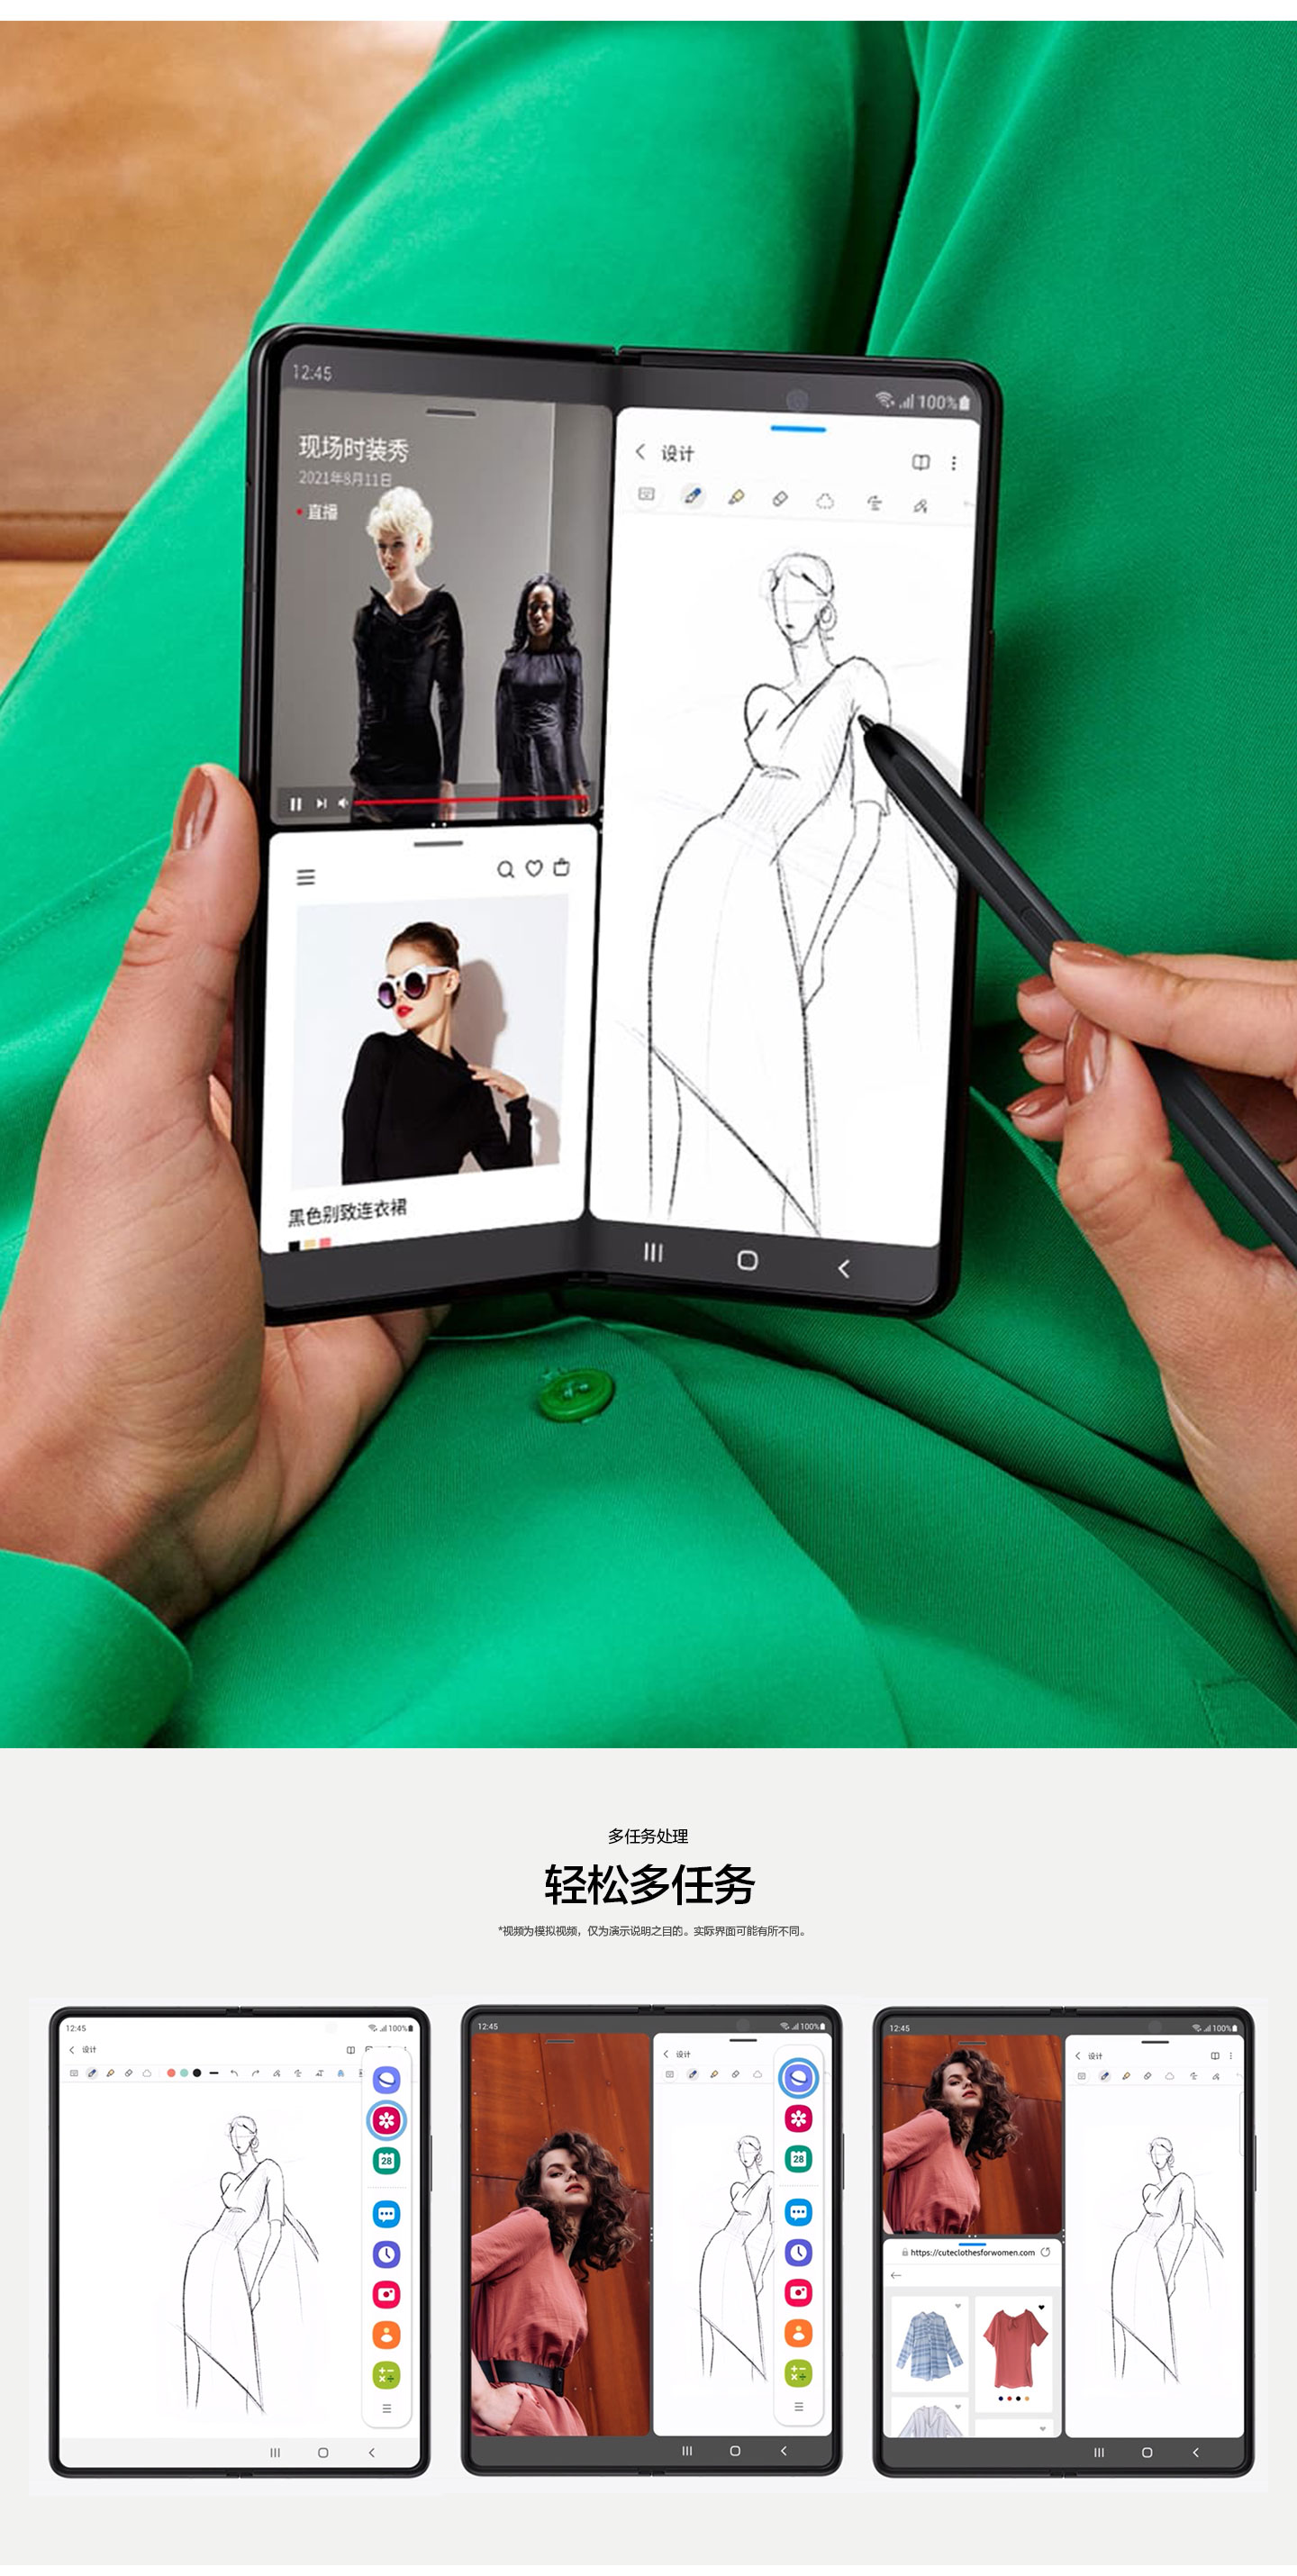 12:45
100%
现场时装秀
2021年8月11日
直播
设计
黑色别致连衣裙
多任务处理
轻松多任务
*视频为模拟视频，仅为演示说明之目的。实际界面可能有所不同。
12:45
100%
设计
28
12:45
100%
设计
28
12:45
100%
设计
https://cuteclothesforwomen.com